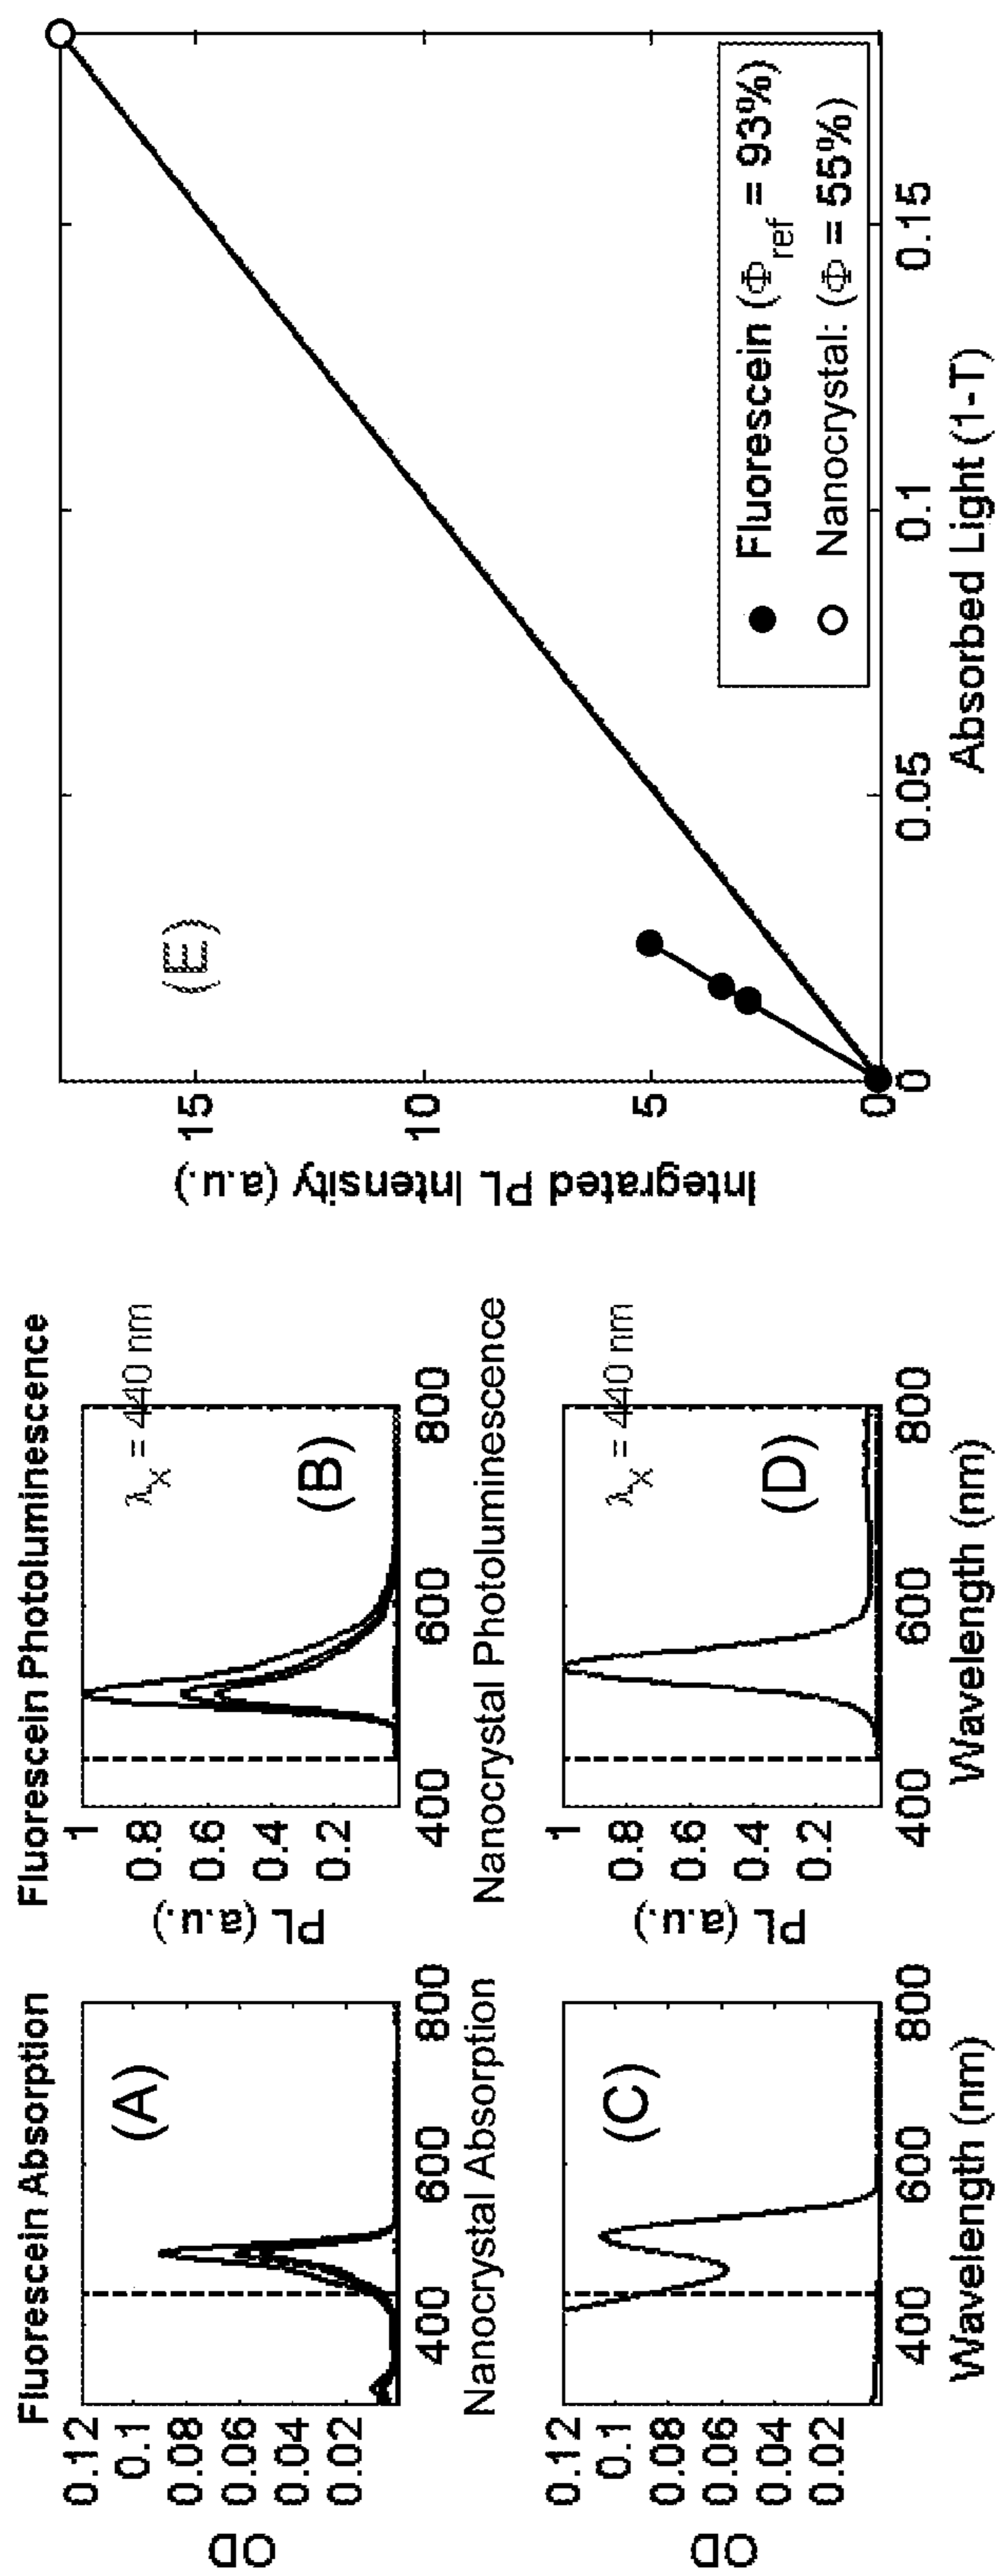 Fluorescein Absorption
0.12
0.1
0.08
0.06
0.04
0.02
OD
(A)
400
600
800
Fluorescein Photoluminescence
1
0.8
0.6
0.4
0.2
PL (a.u.)
λx = 440 nm
(B)
400
600
800
Nanocrystal Absorption
0.12
0.1
0.08
0.06
0.04
0.02
OD
(C)
400
600
800
Wavelength (nm)
Nanocrystal Photoluminescence
1
0.8
0.6
0.4
0.2
PL (a.u.)
λx = 440 nm
(D)
400
600
800
Wavelength (nm)
(E)
15
10
5
0
Integrated PL Intensity (a.u.)
Fluorescein (Φref = 93%)
Nanocrystal: (Φ = 55%)
0
0.05
0.1
0.15
Absorbed Light (1-T)